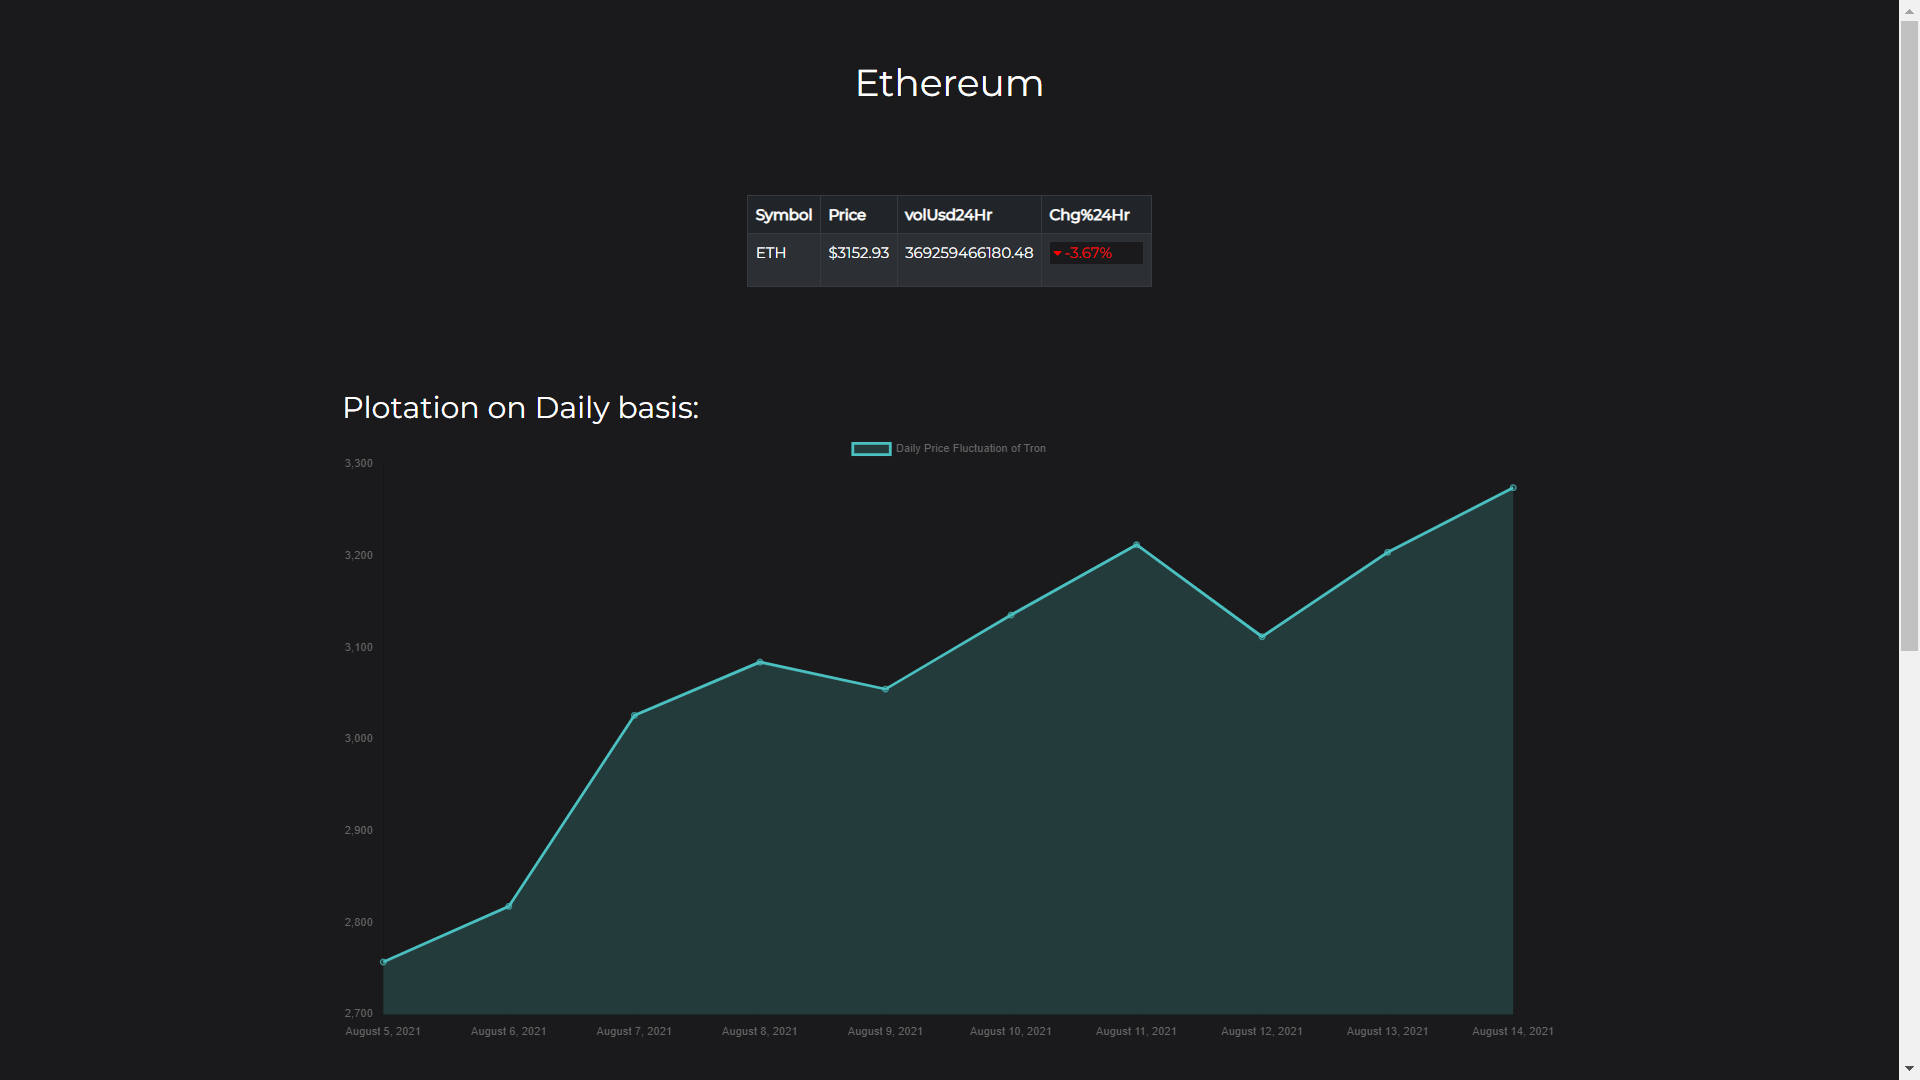 Ethereum
Symbol Price volUsd24Hr Chg%24Hr
ETH $3152.93 369259466180.48 -3.67%
Plotation on Daily basis:
Daily Price Fluctuation of Tron
3,300
3,200
3,100
3,000
2,900
2,800
2,700
August 5, 2021 August 6, 2021 August 7, 2021 August 8, 2021 August 9, 2021 August 10, 2021 August 11, 2021 August 12, 2021 August 13, 2021 August 14, 2021